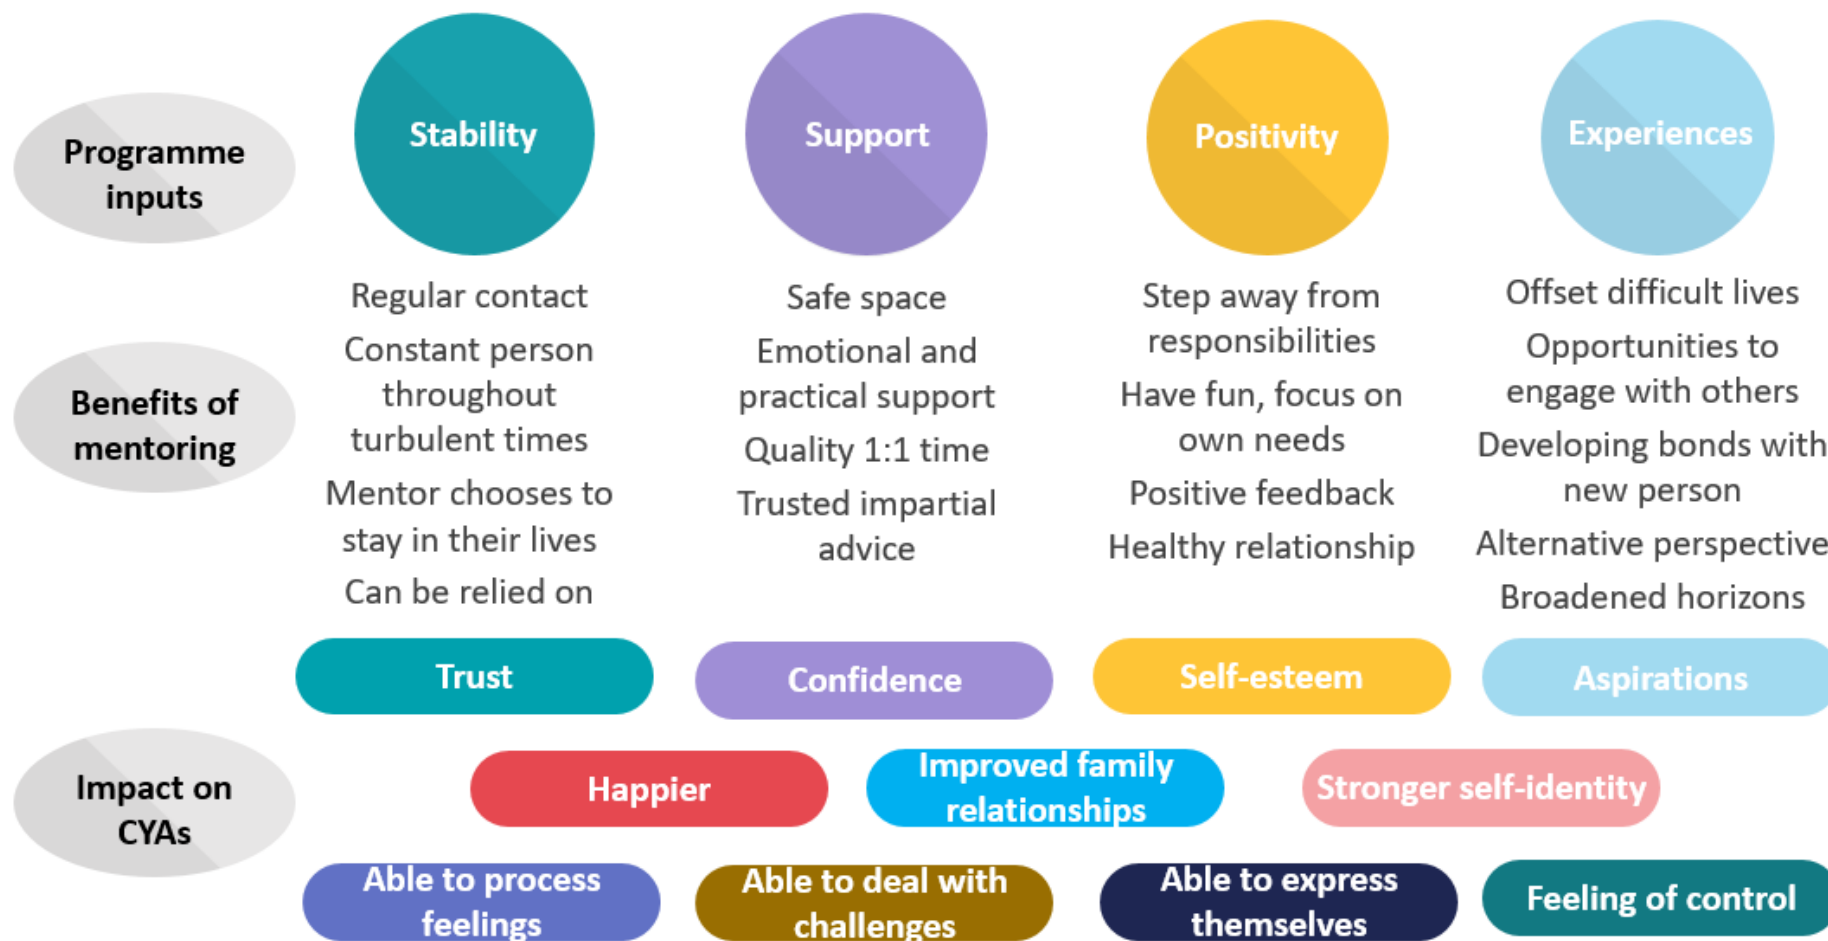 Programme
inputs
Stability
Support
Positivity
Experiences
Benefits of
mentoring
Regular contact
Constant person
throughout
turbulent times
Mentor chooses to
stay in their lives
Can be relied on
Safe space
Emotional and
practical support
Quality 1:1 time
Trusted impartial
advice
Step away from
responsibilities
Have fun, focus on
own needs
Positive feedback
Healthy relationship
Offset difficult lives
Opportunities to
engage with others
Developing bonds with
new person
Alternative perspective
Broadened horizons
Impact on
CYAs
Trust
Confidence
Self-esteem
Aspirations
Happier
Improved family
relationships
Stronger self-identity
Able to process
feelings
Able to deal with
challenges
Able to express
themselves
Feeling of control